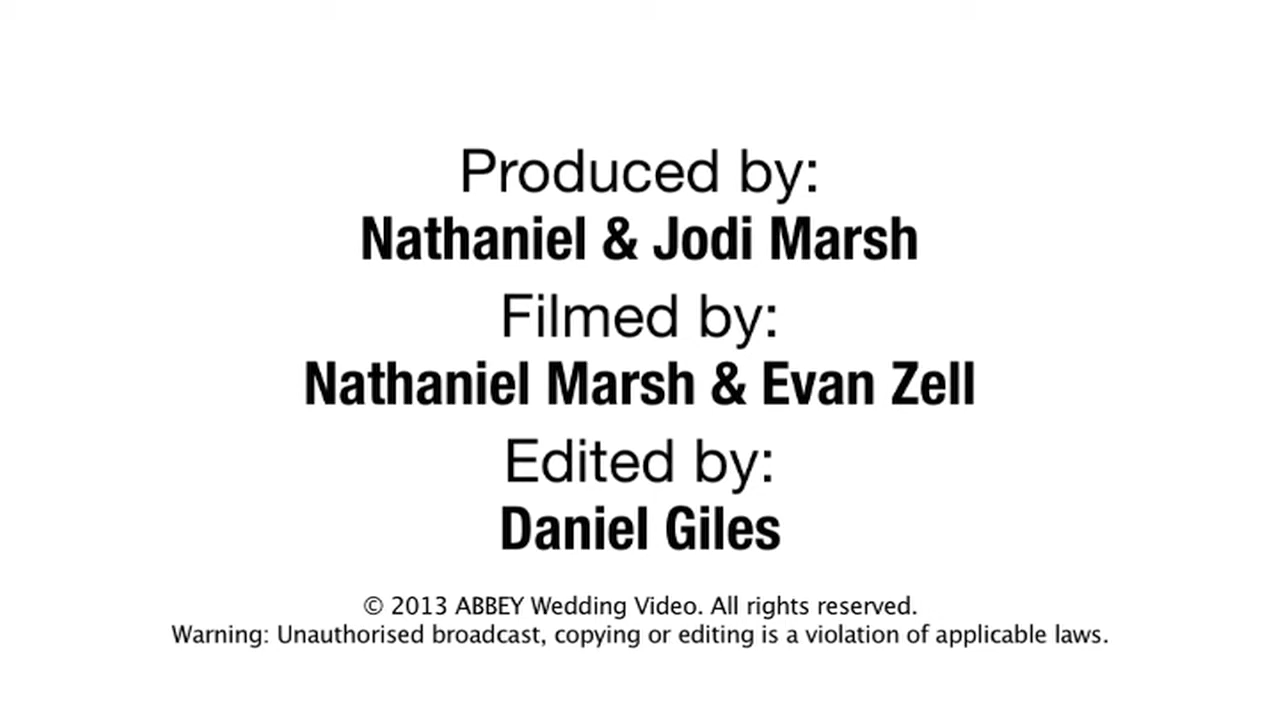 Produced by:
Nathaniel & Jodi Marsh
Filmed by:
Nathaniel Marsh & Evan Zell
Edited by:
Daniel Giles
© 2013 ABBEY Wedding Video. All rights reserved.
Warning: Unauthorised broadcast, copying or editing is a violation of applicable laws.